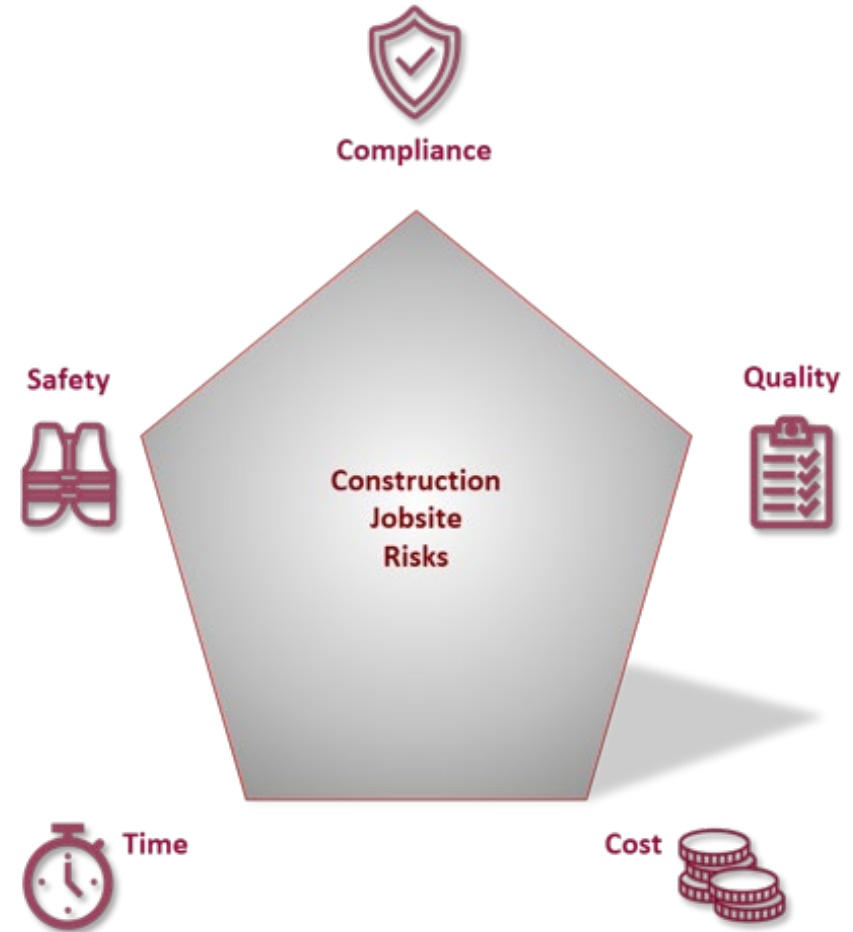 Compliance
Safety
Quality
Construction
Jobsite
Risks
Time
Cost